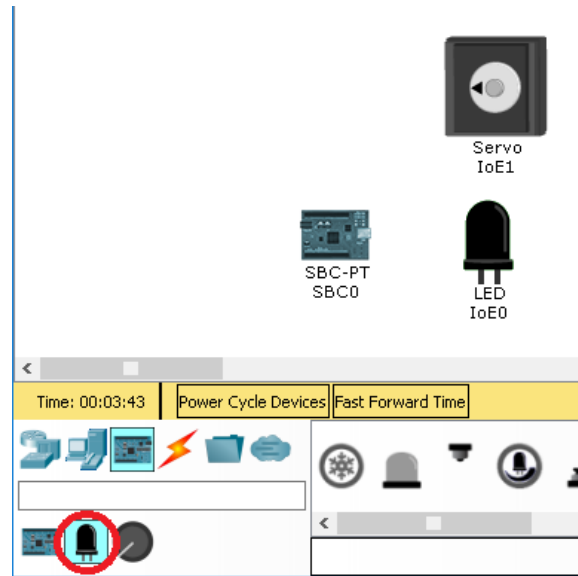 Servo
IoE1
SBC-PT
SBC0
LED
IoE0
Time: 00:03:43 Power Cycle Devices Fast Forward Time